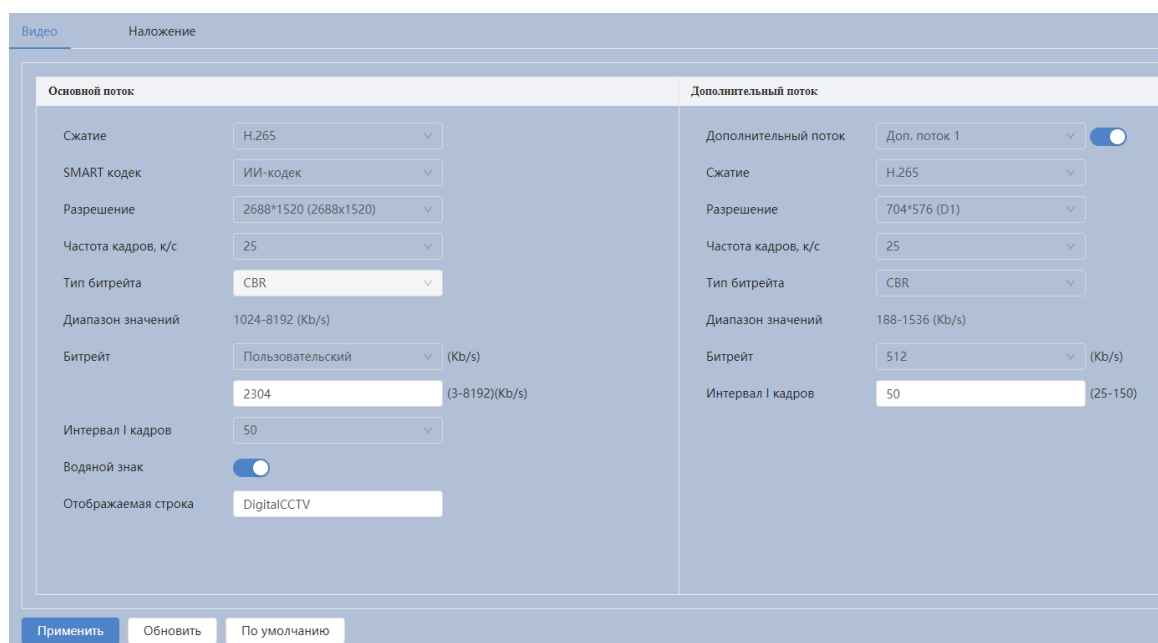 Видео Наложение
Основной поток
Сжатие H.265
SMART кодек ИИ-кодек
Разрешение 2688*1520 (2688x1520)
Частота кадров, к/с 25
Тип битрейта CBR
Диапазон значений 1024-8192 (Kb/s)
Битрейт Пользовательский (Kb/s)
2304 (3-8192)(Kb/s)
Интервал I кадров 50
Водяной знак
Отображаемая строка DigitalCCTV
Дополнительный поток
Дополнительный поток Доп. поток 1
Сжатие H.265
Разрешение 704*576 (D1)
Частота кадров, к/с 25
Тип битрейта CBR
Диапазон значений 188-1536 (Kb/s)
Битрейт 512 (Kb/s)
Интервал I кадров 50 (25-150)
Применить Обновить По умолчанию